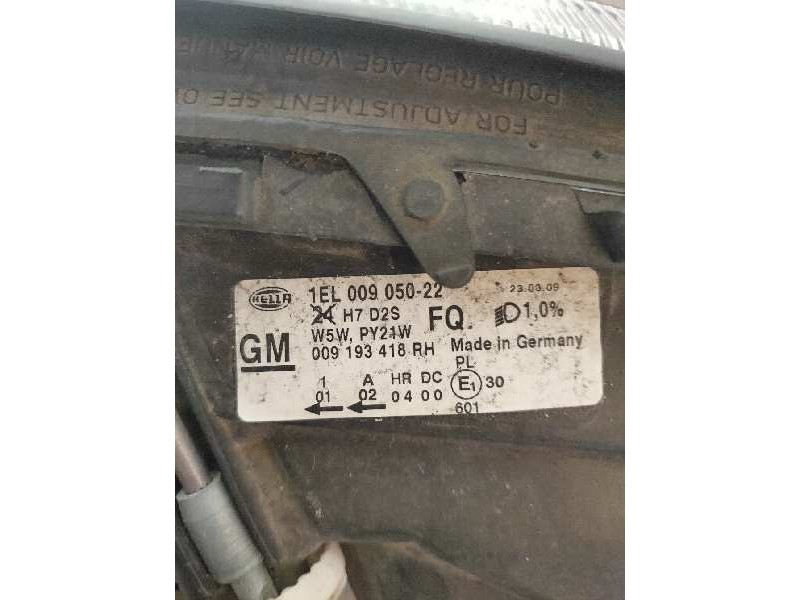 POUR REGLAGE VOIR
FOR ADJUSTMENT SEE
HELLA
1EL 009 050-22
23.03.09
24 H7 D2S
FQ
1,0%
W5W, PY21W
GM
009 193 418 RH
Made in Germany
PL
1 A HR DC
E1 30
01 02 04 00
601